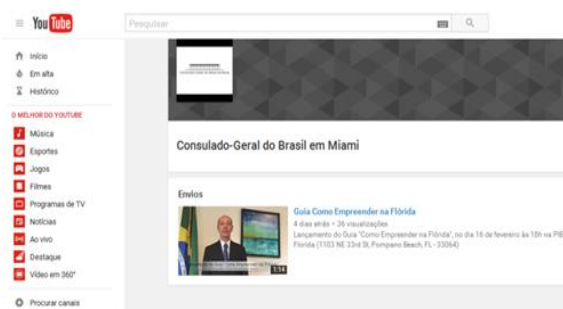 YouTube
Pesquisar
Início
Em alta
Histórico
O MELHOR DO YOUTUBE
Música
Esportes
Jogos
Filmes
Programas de TV
Notícias
Ao vivo
Destaque
Vídeo em 360°
Procurar canais
Consulado-Geral do Brasil em Miami
Envios
Guia Como Empreender na Flórida
4 dias atrás • 26 visualizações
Lançamento do Guia "Como Empreender na Flórida", no dia 16 de fevereiro às 18h na PIB
Florida (1103 NE 33rd St, Pompano Beach, FL - 33064)
1:14